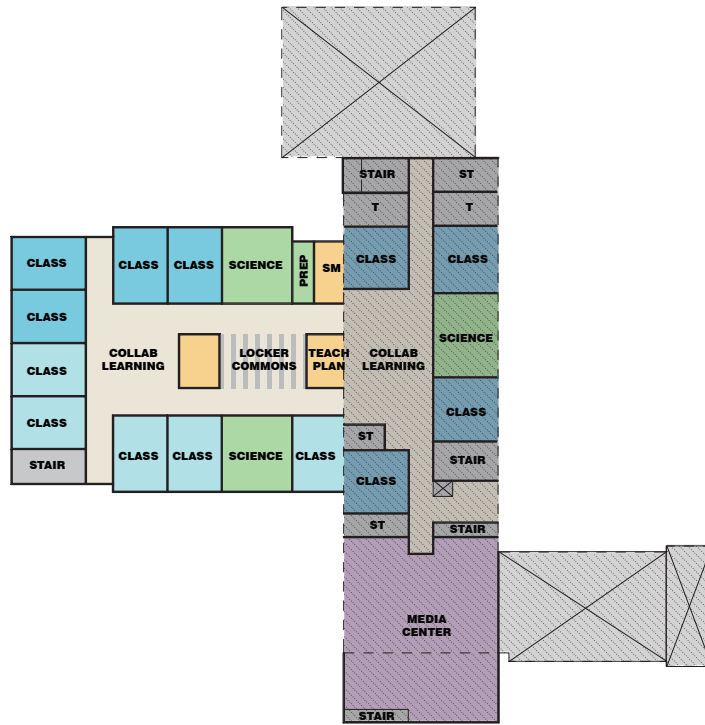 STAIR
ST
T
T
CLASS
CLASS
CLASS
CLASS
SCIENCE
PREP
SM
CLASS
CLASS
CLASS
SCIENCE
COLLAB
LEARNING
LOCKER
COMMONS
TEACH
PLAN
COLLAB
LEARNING
CLASS
CLASS
CLASS
ST
CLASS
CLASS
SCIENCE
CLASS
STAIR
STAIR
CLASS
ST
STAIR
MEDIA
CENTER
STAIR